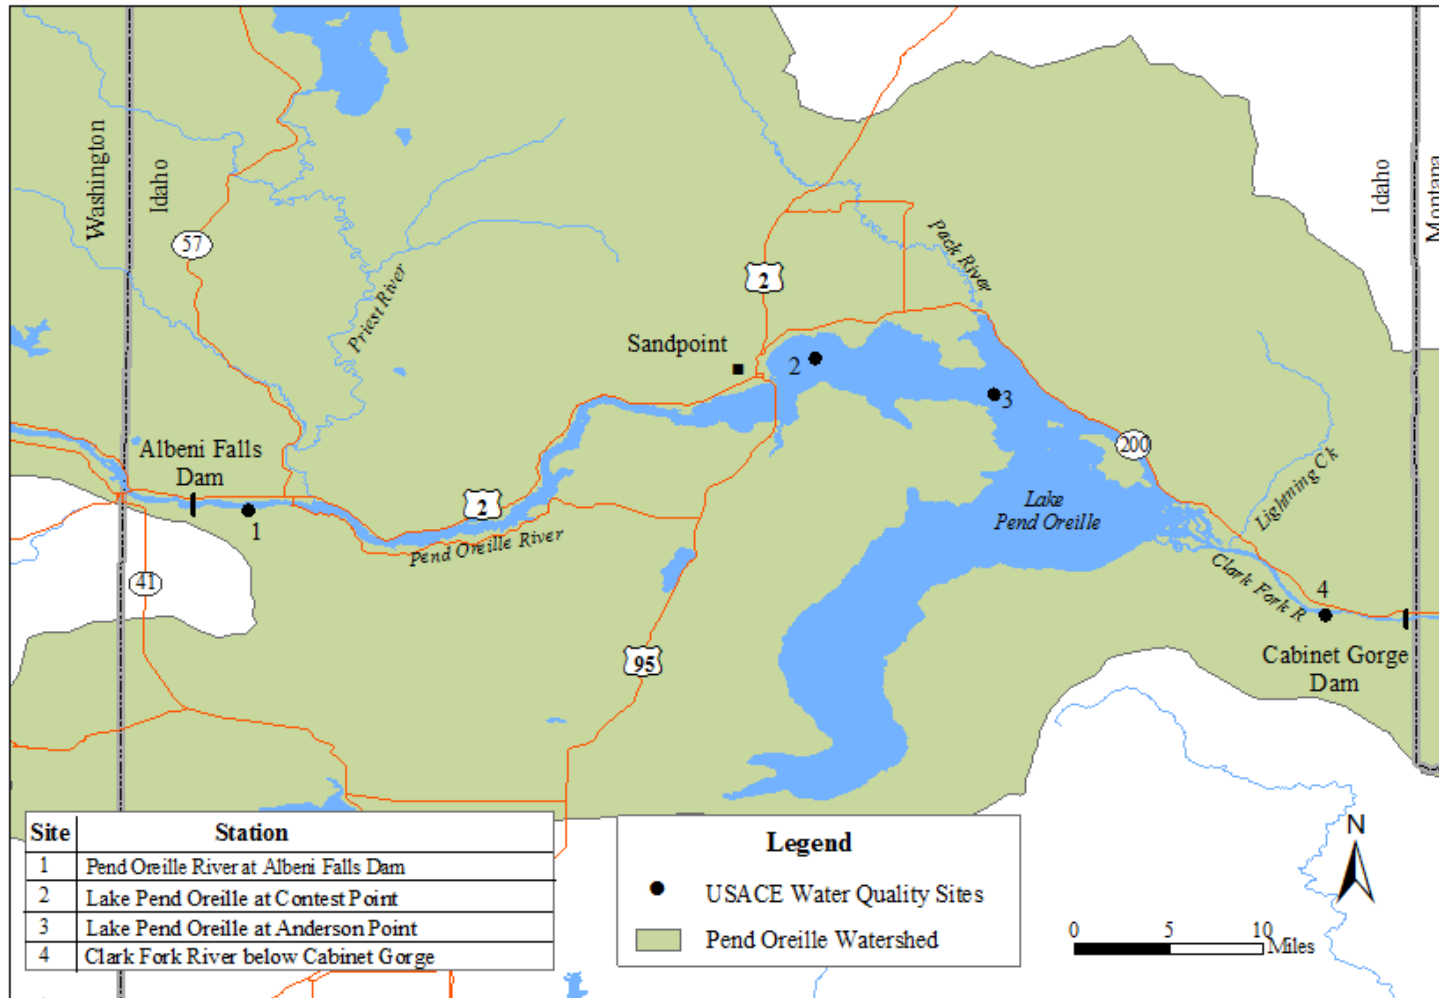 Washington
Idaho
57
Priest River
2
Pack River
Idaho
Montana
Sandpoint
2
3
Albeni Falls
Dam
1
2
Pend Oreille River
200
Lake
Pend Oreille
Lightning Ck
Clark Fork R
4
41
95
Cabinet Gorge
Dam
Site Station
1 Pend Oreille River at Albeni Falls Dam
2 Lake Pend Oreille at Contest Point
3 Lake Pend Oreille at Anderson Point
4 Clark Fork River below Cabinet Gorge
Legend
USACE Water Quality Sites
Pend Oreille Watershed
N
0 5 10
Miles